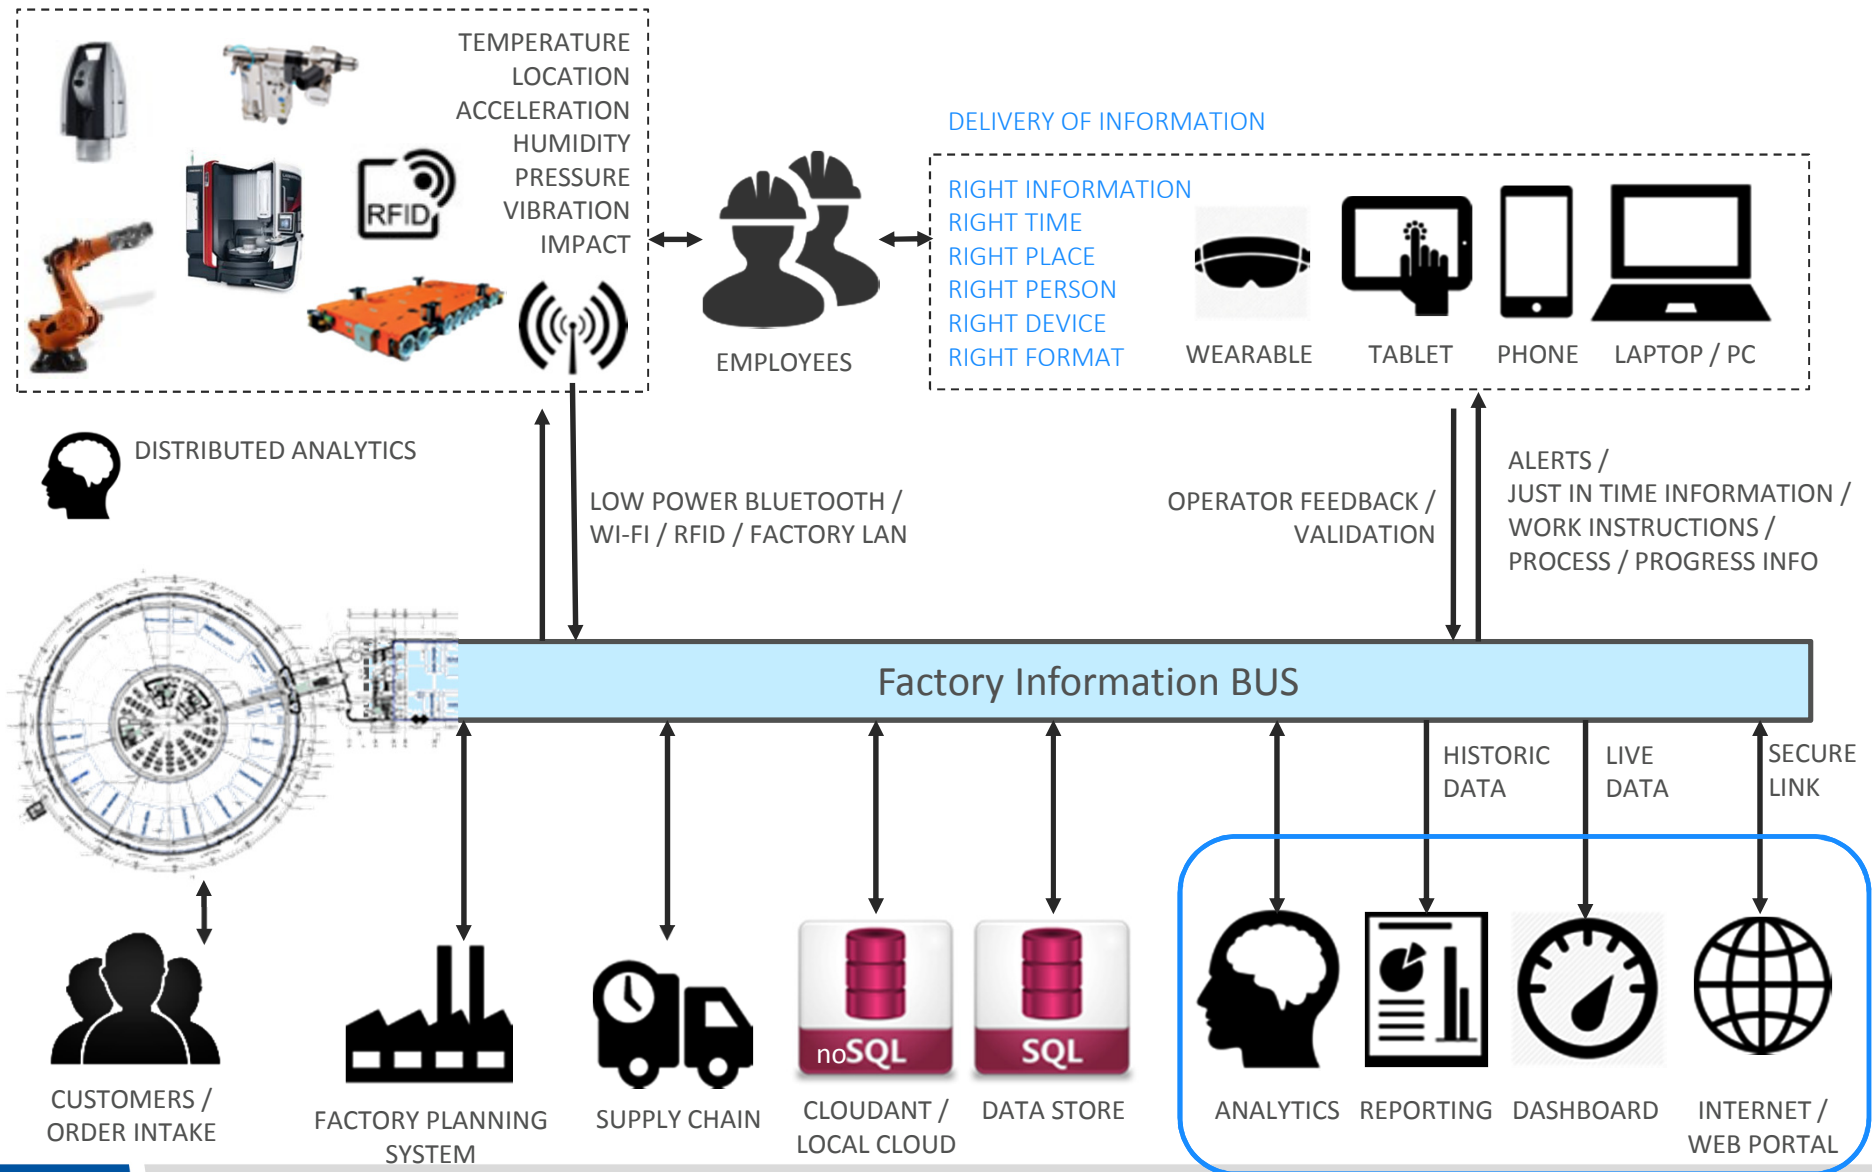 TEMPERATURE
LOCATION
ACCELERATION
HUMIDITY
PRESSURE
VIBRATION
IMPACT
RFID
EMPLOYEES
DELIVERY OF INFORMATION
RIGHT INFORMATION
RIGHT TIME
RIGHT PLACE
RIGHT PERSON
RIGHT DEVICE
RIGHT FORMAT
WEARABLE
TABLET
PHONE
LAPTOP / PC
DISTRIBUTED ANALYTICS
LOW POWER BLUETOOTH /
WI-FI / RFID / FACTORY LAN
OPERATOR FEEDBACK /
VALIDATION
ALERTS /
JUST IN TIME INFORMATION /
WORK INSTRUCTIONS /
PROCESS / PROGRESS INFO
Factory Information BUS
HISTORIC
DATA
LIVE
DATA
SECURE
LINK
noSQL
SQL
CUSTOMERS /
ORDER INTAKE
FACTORY PLANNING
SYSTEM
SUPPLY CHAIN
CLOUDANT /
LOCAL CLOUD
DATA STORE
ANALYTICS
REPORTING
DASHBOARD
INTERNET /
WEB PORTAL